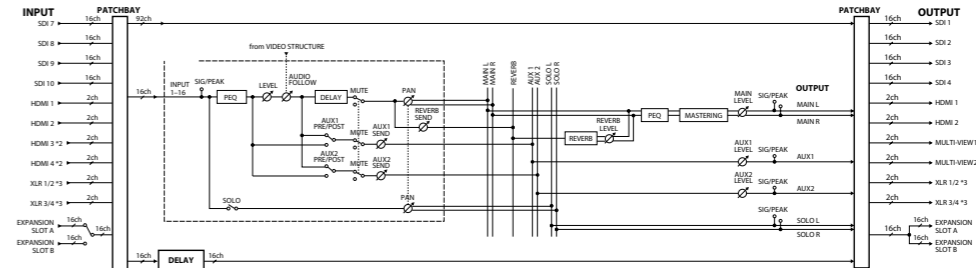 INPUT
PATCHBAY
PATCHBAY
OUTPUT
SDI 7
16ch
92ch
16ch
SDI 1
SDI 8
16ch
16ch
SDI 2
SDI 9
16ch
16ch
SDI 3
SDI 10
16ch
16ch
SDI 4
HDMI 1
2ch
16ch
HDMI 1
HDMI 2
2ch
16ch
HDMI 2
HDMI 3 *2
2ch
2ch
MULTI-VIEW1
HDMI 4 *2
2ch
2ch
MULTI-VIEW2
XLR 1/2 *3
2ch
2ch
XLR 1/2 *3
XLR 3/4 *3
2ch
2ch
XLR 3/4 *3
EXPANSION
SLOT A
16ch
16ch
EXPANSION
SLOT B
16ch
16ch
16ch
EXPANSION
SLOT A
16ch
EXPANSION
SLOT B
from VIDEO STRUCTURE
16ch
INPUT
1–16
SIG/PEAK
PEQ
LEVEL
AUDIO
FOLLOW
DELAY
MUTE
PAN
REVERB
SEND
AUX1
PRE/POST
MUTE
AUX1
SEND
AUX2
PRE/POST
MUTE
AUX2
SEND
SOLO
PAN
MAIN L
MAIN R
REVERB
AUX 1
AUX 2
SOLO L
SOLO R
REVERB
REVERB
LEVEL
PEQ
MASTERING
MAIN
LEVEL
SIG/PEAK
OUTPUT
MAIN L
MAIN R
AUX1
LEVEL
SIG/PEAK
AUX1
AUX2
LEVEL
SIG/PEAK
AUX2
SIG/PEAK
SOLO L
SOLO R
16ch
DELAY
16ch